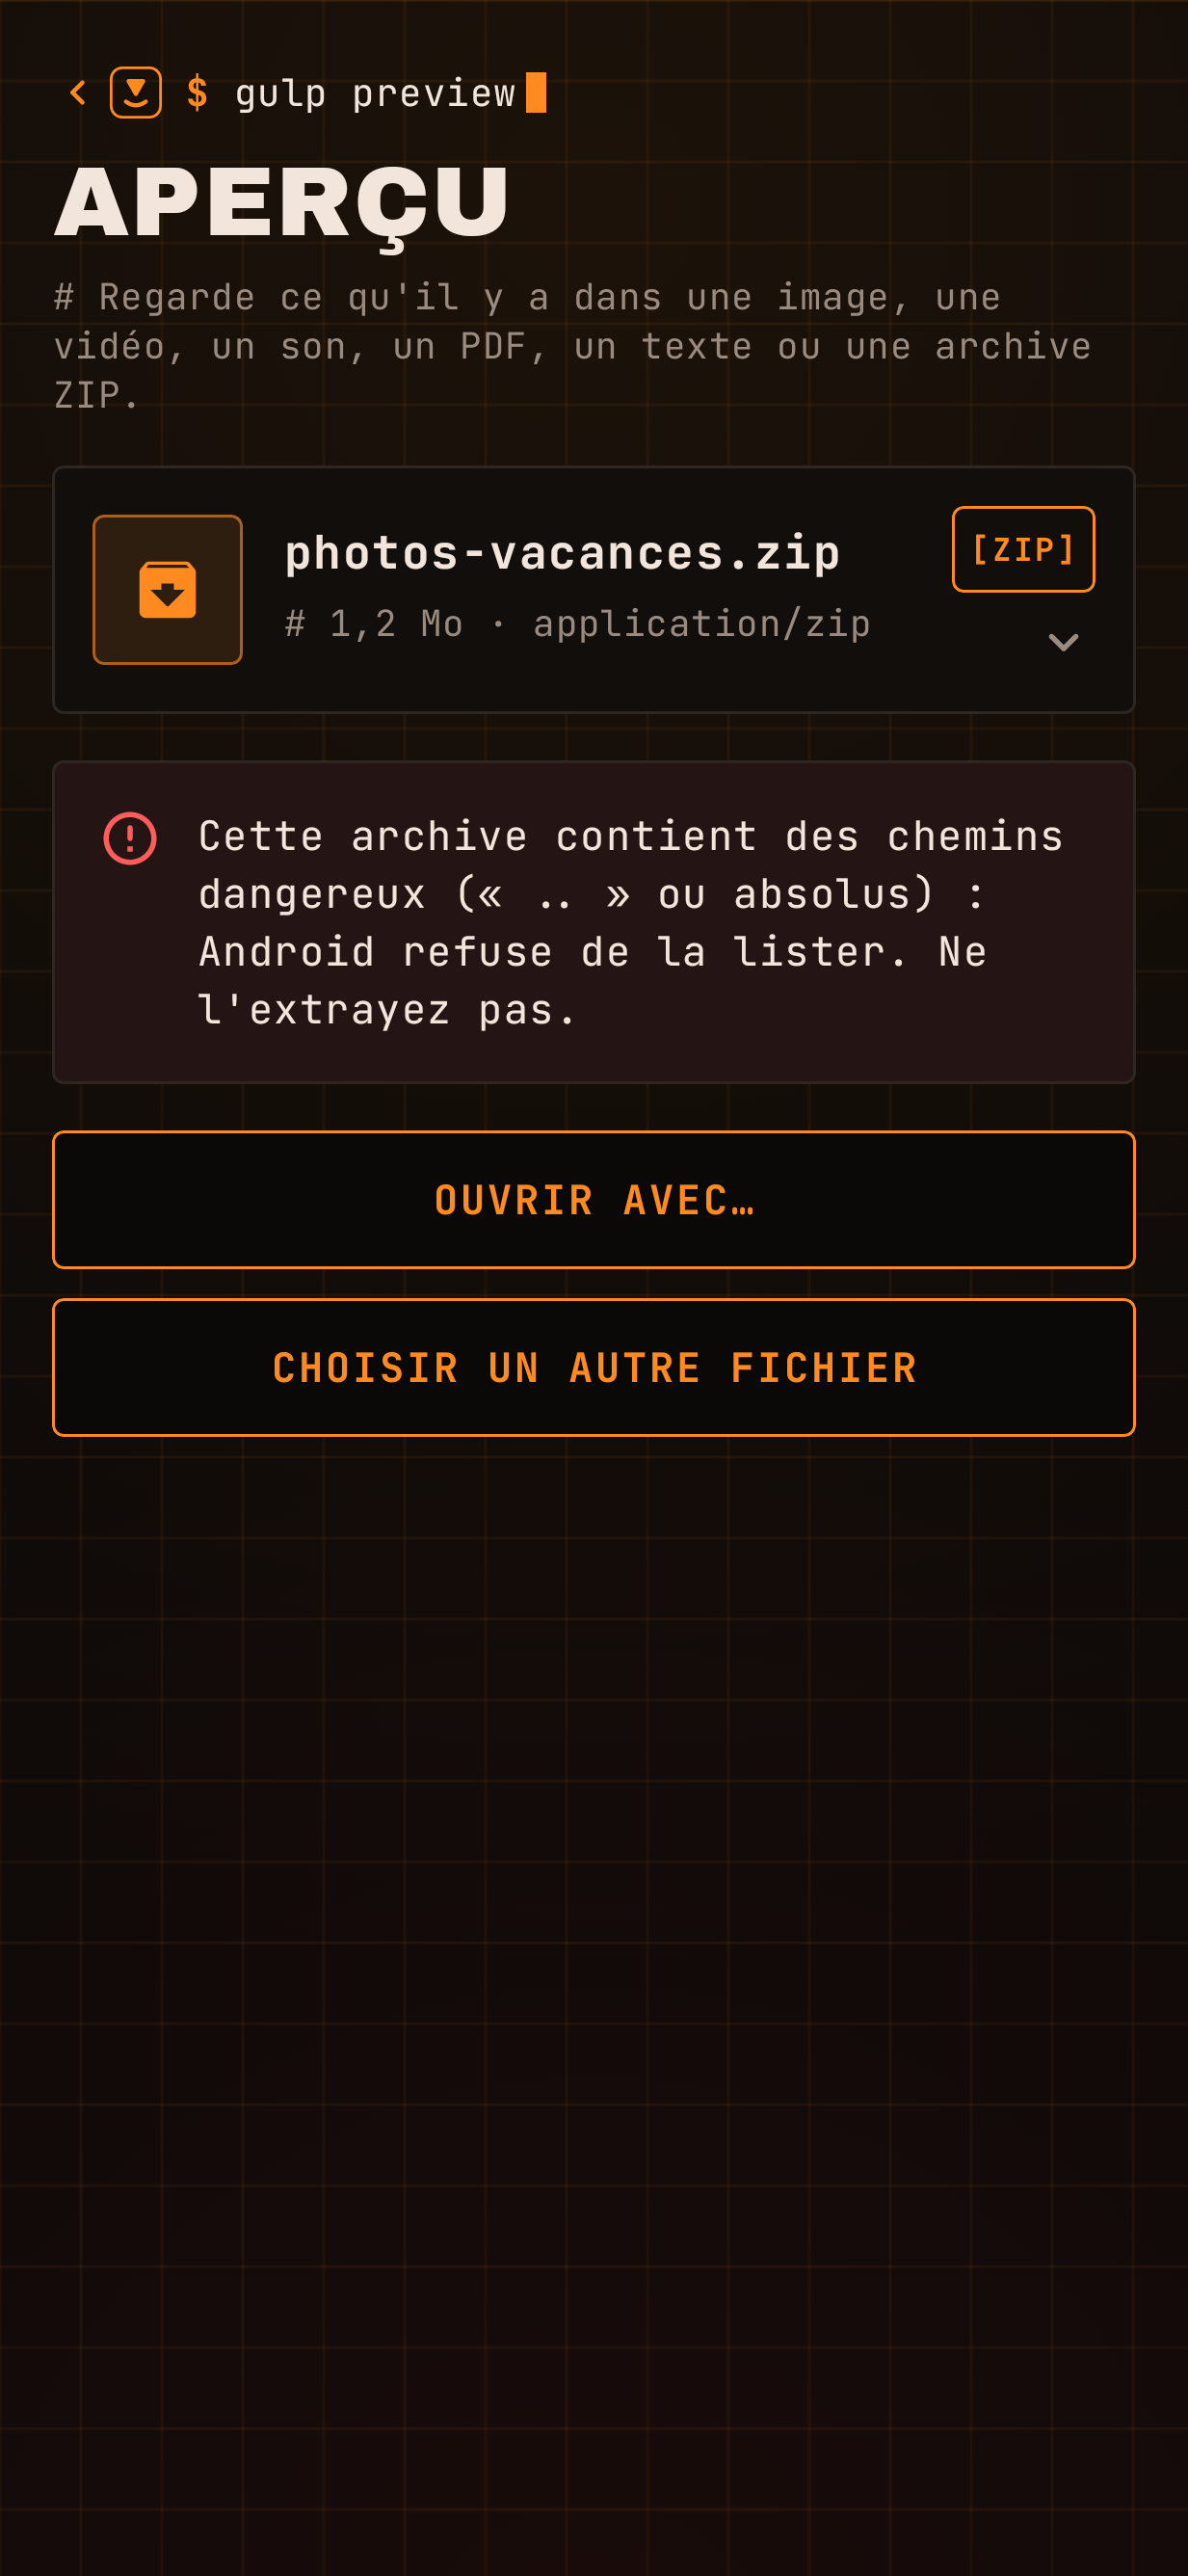 $ gulp preview
APERÇU
# Regarde ce qu'il y a dans une image, une
vidéo, un son, un PDF, un texte ou une archive
ZIP.
photos-vacances.zip
[ZIP]
# 1,2 Mo · application/zip
Cette archive contient des chemins
dangereux (« .. » ou absolus) :
Android refuse de la lister. Ne
l'extrayez pas.
OUVRIR AVEC…
CHOISIR UN AUTRE FICHIER